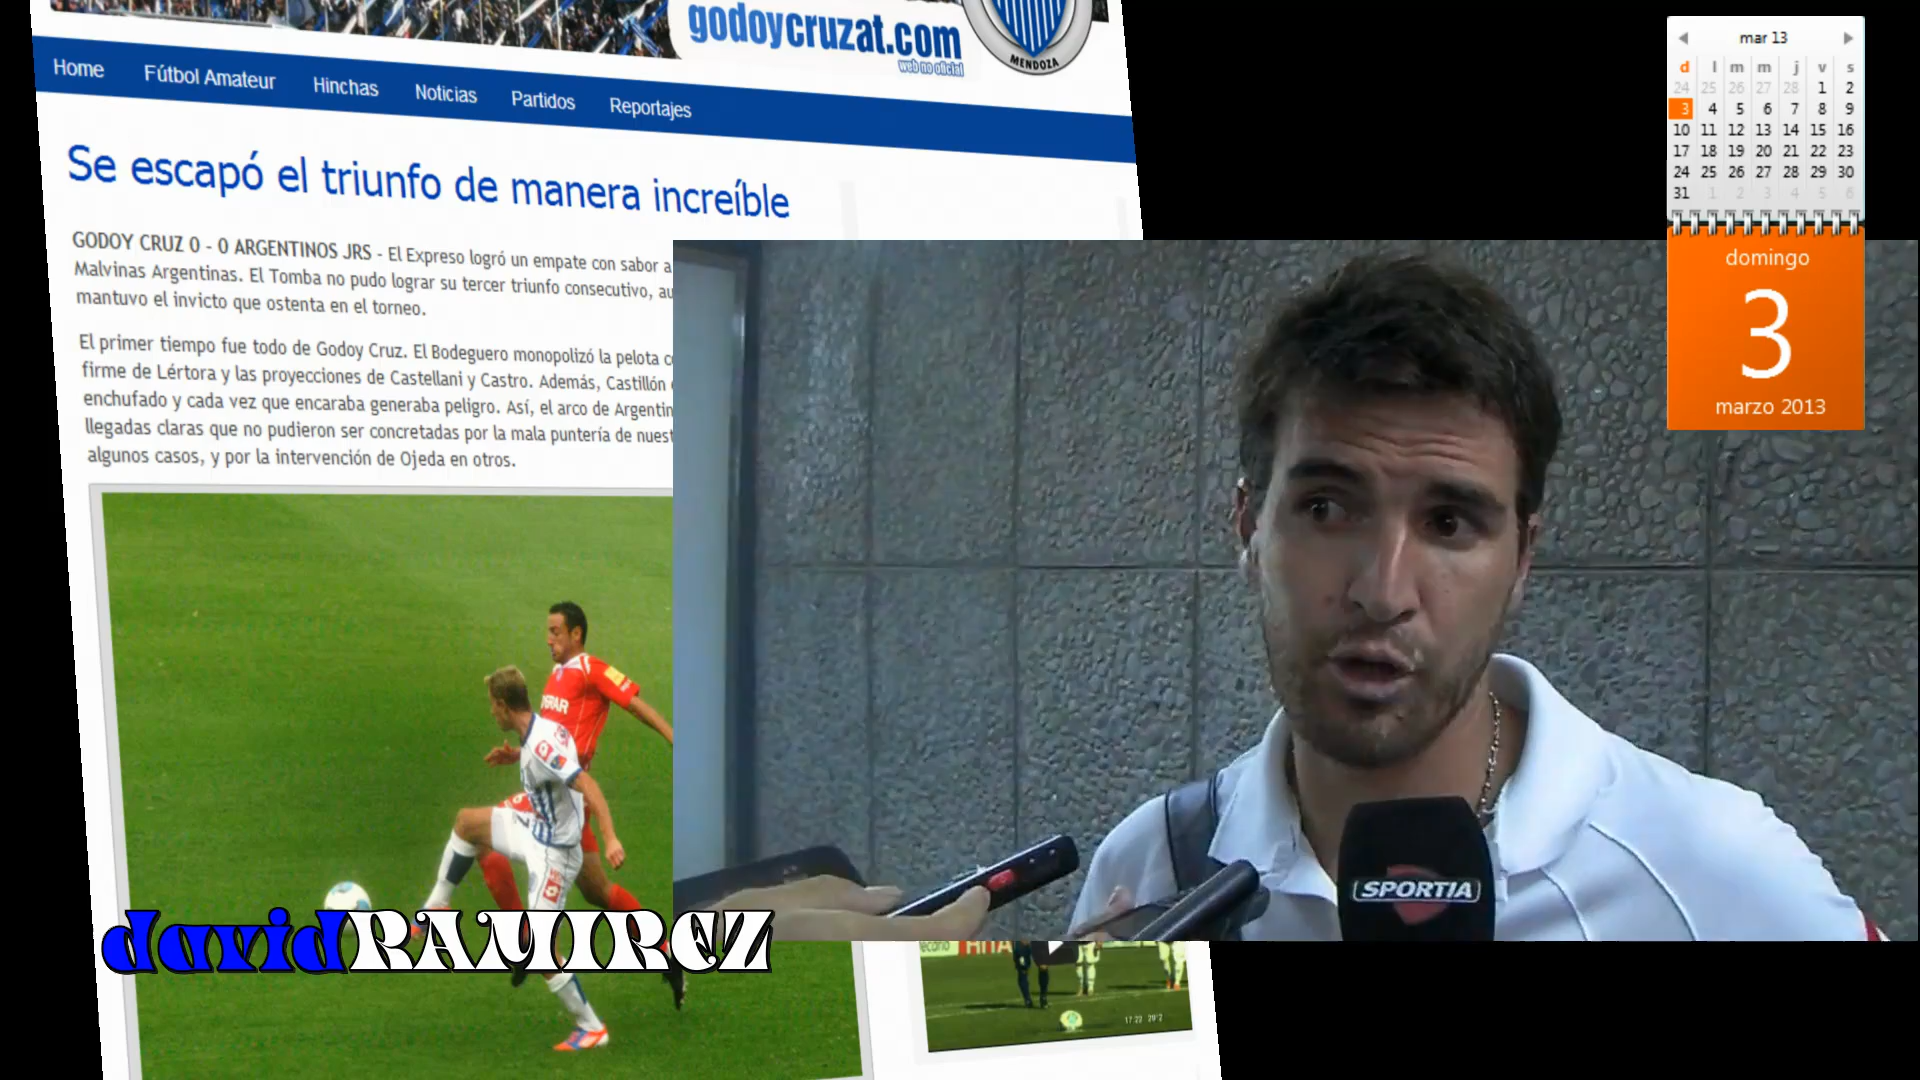 godoycruzat.com
web no oficial
MENDOZA
Home Fútbol Amateur Hinchas Noticias Partidos Reportajes
Se escapó el triunfo de manera increíble
GODOY CRUZ 0 - 0 ARGENTINOS JRS - El Expreso logró un empate con sabor a
Malvinas Argentinas. El Tomba no pudo lograr su tercer triunfo consecutivo, au
mantuvo el invicto que ostenta en el torneo.
El primer tiempo fue todo de Godoy Cruz. El Bodeguero monopolizó la pelota c
firme de Lértora y las proyecciones de Castellani y Castro. Además, Castillón
enchufado y cada vez que encaraba generaba peligro. Así, el arco de Argentin
llegadas claras que no pudieron ser concretadas por la mala puntería de nuest
algunos casos, y por la intervención de Ojeda en otros.
davidRAMIREZ
SPORTIA
17 22 29'2
mar 13
d l m m j v s
24 25 26 27 28 1 2
3 4 5 6 7 8 9
10 11 12 13 14 15 16
17 18 19 20 21 22 23
24 25 26 27 28 29 30
31 1 2 3 4 5 6
domingo
3
marzo 2013